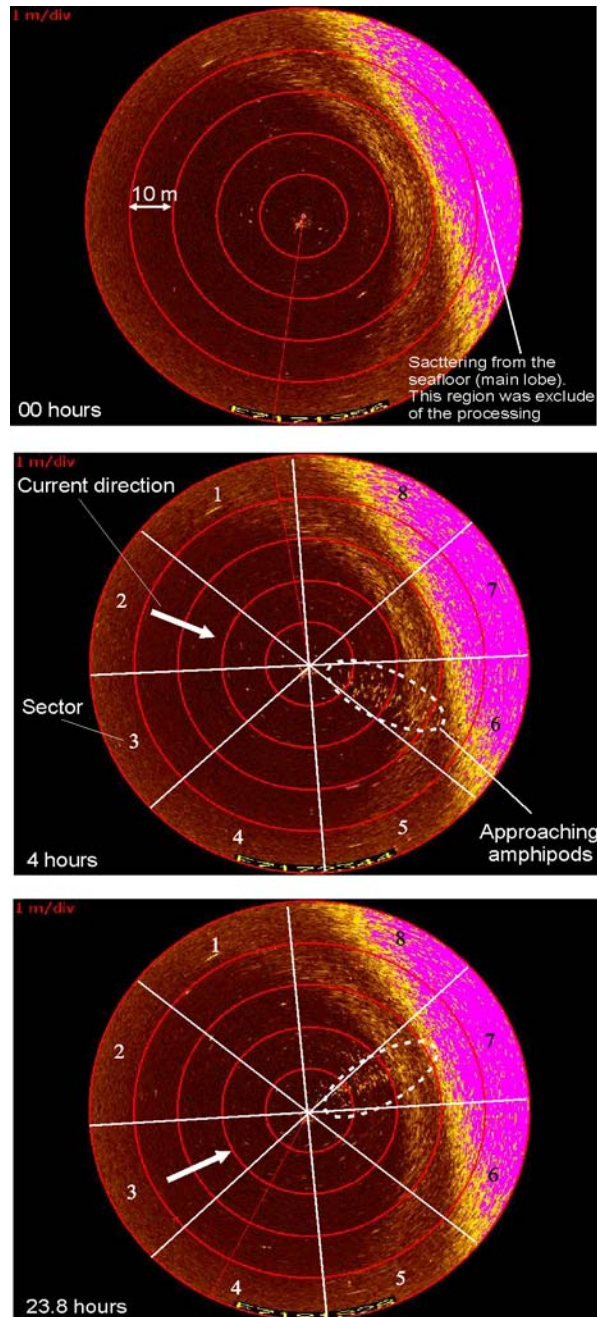 1 m/div
10 m
Sacttering from the
seafloor (main lobe).
This region was exclude
of the processing
00 hours
1 m/div
Current direction
1
8
2
7
Sector
3
6
4
5
Approaching
amphipods
4 hours
1 m/div
1
8
2
7
3
6
4
5
23.8 hours